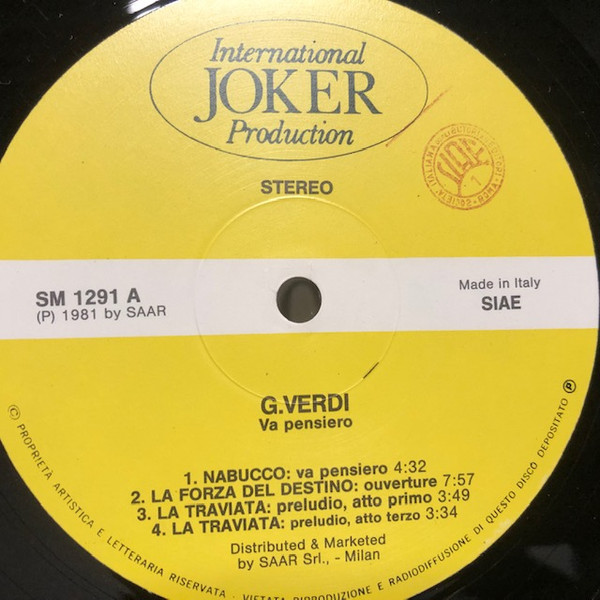 International
JOKER
Production
STEREO
SM 1291 A
(P) 1981 by SAAR
Made in Italy
SIAE
G.VERDI
Va pensiero
1. NABUCCO: va pensiero 4:32
2. LA FORZA DEL DESTINO: ouverture 7:57
3. LA TRAVIATA: preludio, atto primo 3:49
4. LA TRAVIATA: preludio, atto terzo 3:34
Distributed & Marketed
by SAAR Srl., - Milan
© PROPRIETÀ ARTISTICA E LETTERARIA RISERVATA - VIETATA RIPRODUZIONE E RADIODIFFUSIONE DI QUESTO DISCO DEPOSITATO ℗